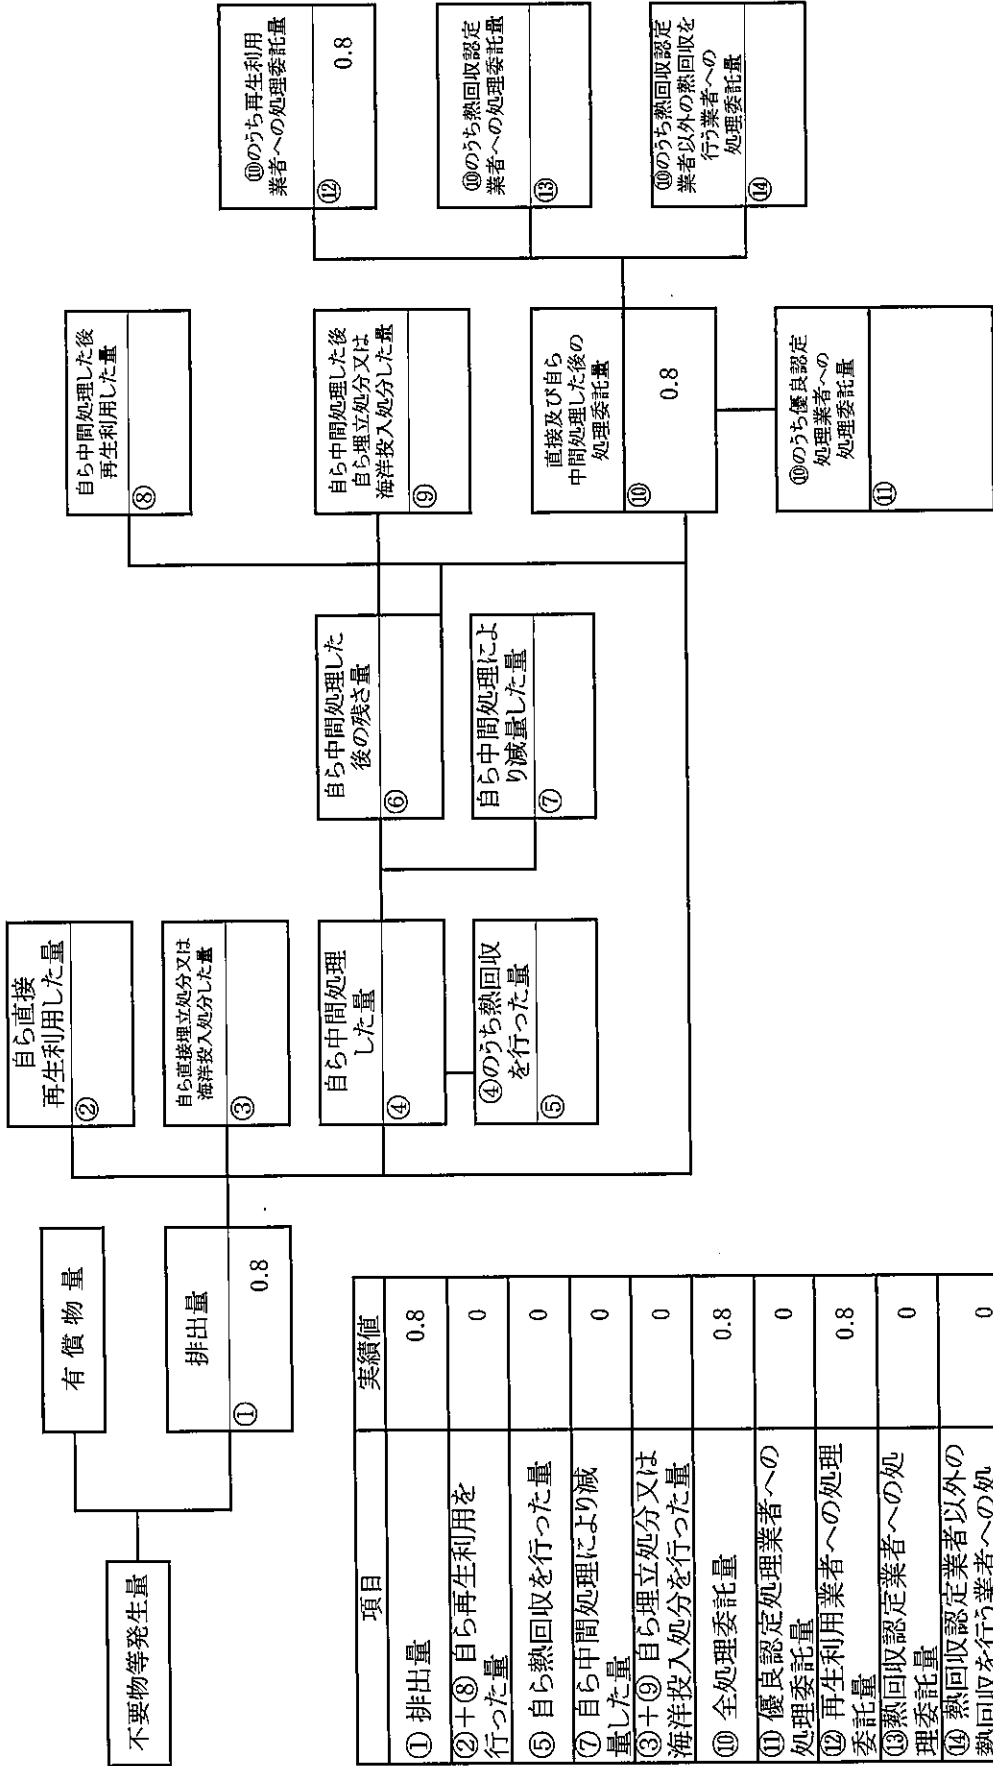 不要物等発生量
有償物量
排出量
①
0.8
自ら直接
再生利用した量
②
自ら直接埋立処分又は
海洋投入処分した量
③
自ら中間処理
した量
④
④のうち熱回収
を行った量
⑤
自ら中間処理した
後の残さ量
⑥
自ら中間処理によ
り減量した量
⑦
自ら中間処理した後
再生利用した量
⑧
自ら中間処理した後
自ら埋立処分又は
海洋投入処分した量
⑨
直接及び自ら
中間処理した後の
処理委託量
⑩
0.8
⑩のうち優良認定
処理業者への
処理委託量
⑪
⑩のうち再生利用
業者への処理委託量
⑫
0.8
⑩のうち熱回収認定
業者への処理委託量
⑬
⑩のうち熱回収認定
業者以外の熱回収を
行う業者への
処理委託量
⑭
項目 実績値
① 排出量 0.8
②+⑧ 自ら再生利用を
行った量 0
⑤ 自ら熱回収を行った量 0
⑦ 自ら中間処理により減
量した量 0
③+⑨ 自ら埋立処分又は
海洋投入処分を行った量 0
⑩ 全処理委託量 0.8
⑪ 優良認定処理業者への
処理委託量 0
⑫ 再生利用業者への処理
委託量 0.8
⑬熱回収認定業者への処
理委託量 0
⑭ 熱回収認定業者以外の
熱回収を行う業者への処 0